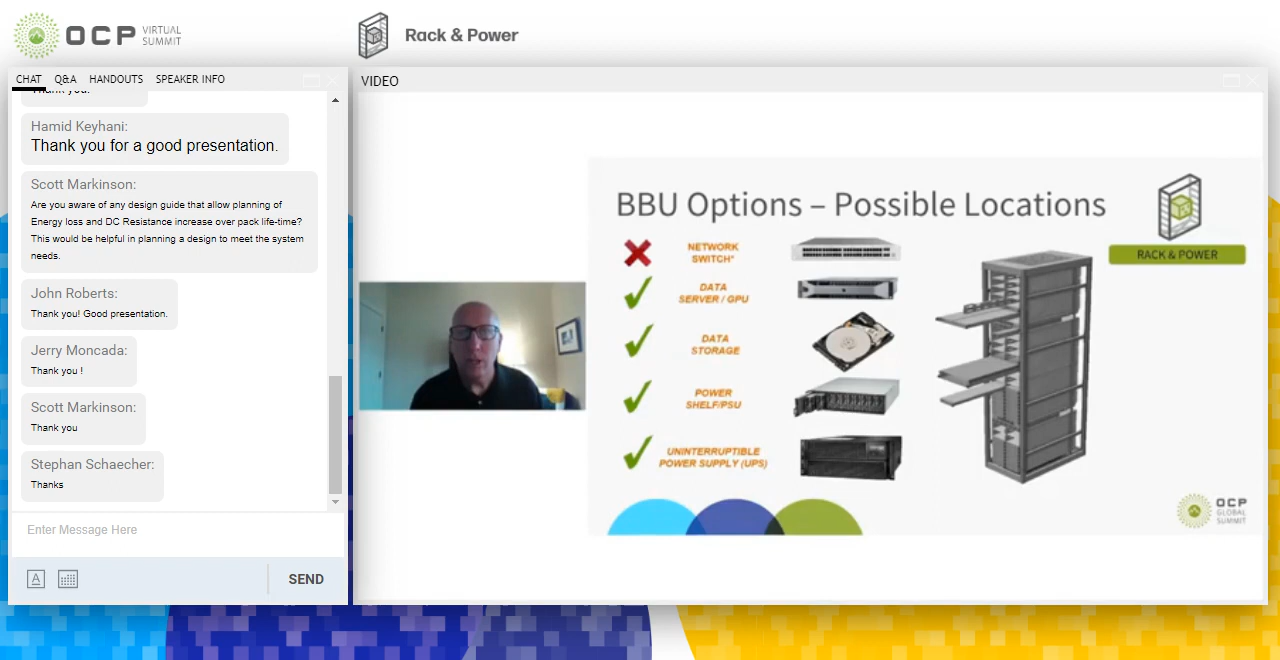 OCP VIRTUAL SUMMIT
Rack & Power
CHAT Q&A HANDOUTS SPEAKER INFO
Thank you.
Hamid Keyhani:
Thank you for a good presentation.
Scott Markinson:
Are you aware of any design guide that allow planning of
Energy loss and DC Resistance increase over pack life-time?
This would be helpful in planning a design to meet the system
needs.
John Roberts:
Thank you! Good presentation.
Jerry Moncada:
Thank you !
Scott Markinson:
Thank you
Stephan Schaecher:
Thanks
Enter Message Here
A
SEND
VIDEO
BBU Options – Possible Locations
RACK & POWER
NETWORK
SWITCH*
DATA
SERVER / GPU
DATA
STORAGE
POWER
SHELF/PSU
UNINTERRUPTIBLE
POWER SUPPLY (UPS)
OCP
GLOBAL
SUMMIT